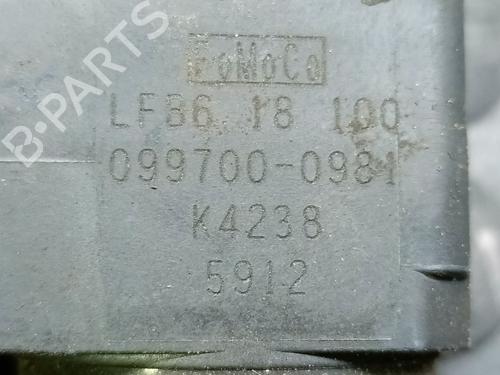 FoMoCo
LFB6 18 100
099700-0981
K4238
5912
B-PARTS